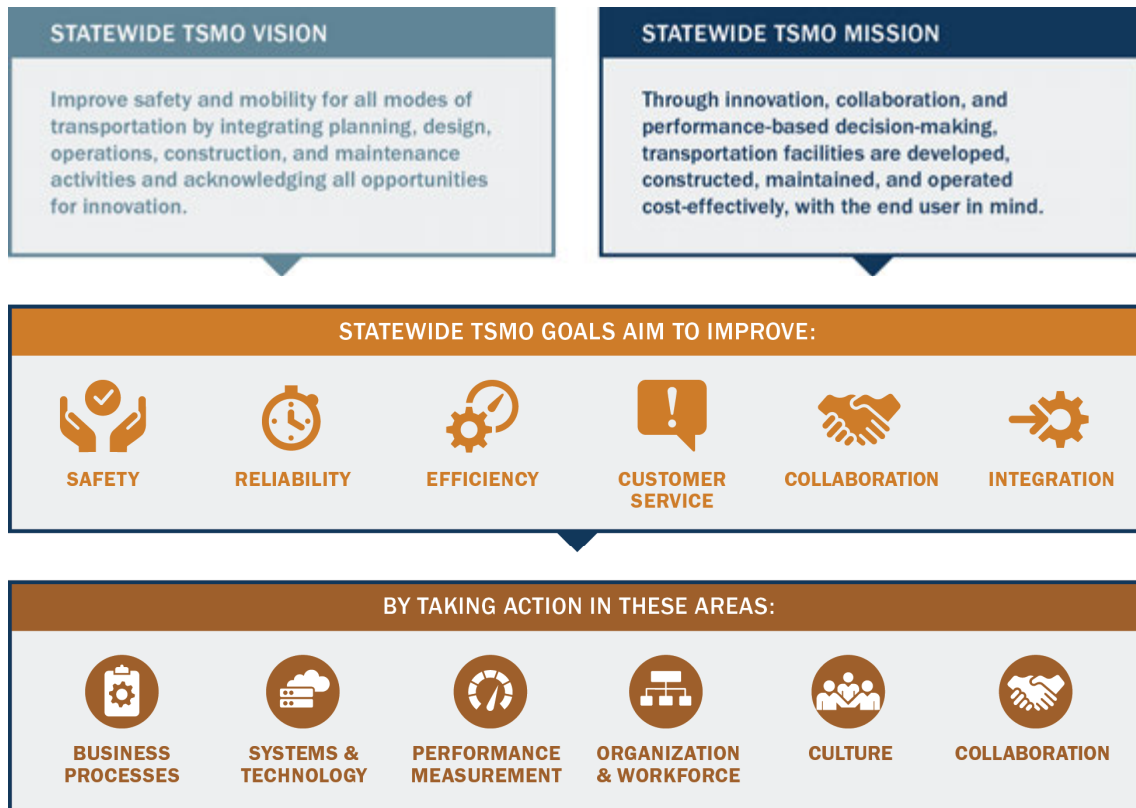 STATEWIDE TSMO VISION
Improve safety and mobility for all modes of
transportation by integrating planning, design,
operations, construction, and maintenance
activities and acknowledging all opportunities
for innovation.
STATEWIDE TSMO MISSION
Through innovation, collaboration, and
performance-based decision-making,
transportation facilities are developed,
constructed, maintained, and operated
cost-effectively, with the end user in mind.
STATEWIDE TSMO GOALS AIM TO IMPROVE:
SAFETY
RELIABILITY
EFFICIENCY
CUSTOMER
SERVICE
COLLABORATION
INTEGRATION
BY TAKING ACTION IN THESE AREAS:
BUSINESS
PROCESSES
SYSTEMS &
TECHNOLOGY
PERFORMANCE
MEASUREMENT
ORGANIZATION
& WORKFORCE
CULTURE
COLLABORATION